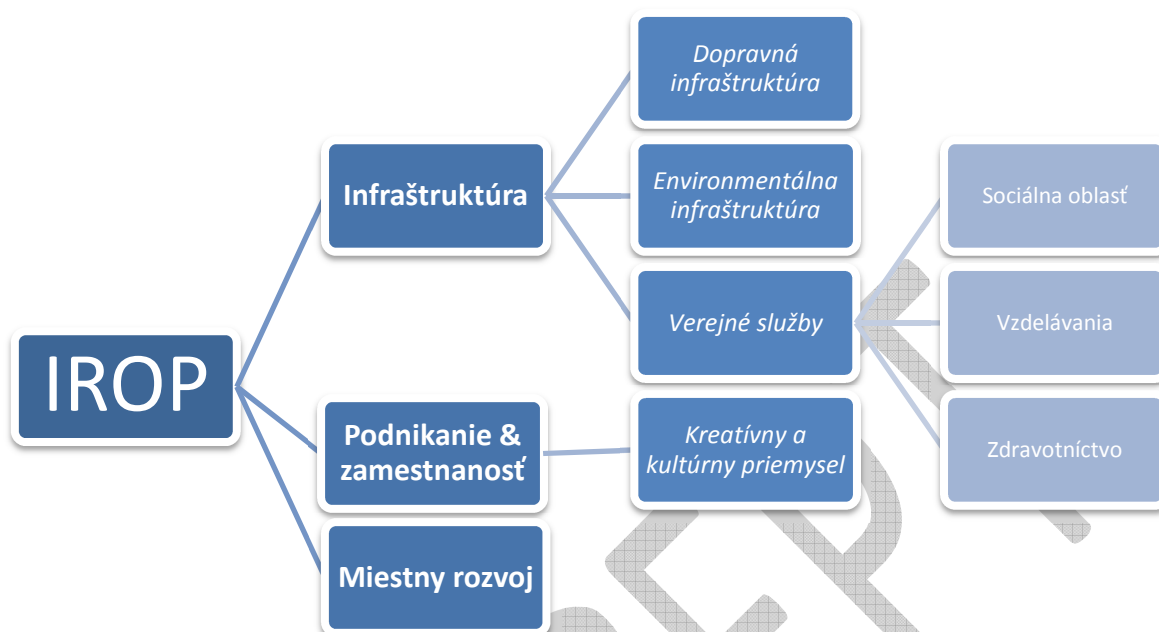 IROP
Infraštruktúra
Dopravná
infraštruktúra
Environmentálna
infraštruktúra
Verejné služby
Sociálna oblasť
Vzdelávania
Zdravotníctvo
Podnikanie &
zamestnanosť
Kreatívny a
kultúrny priemysel
Miestny rozvoj